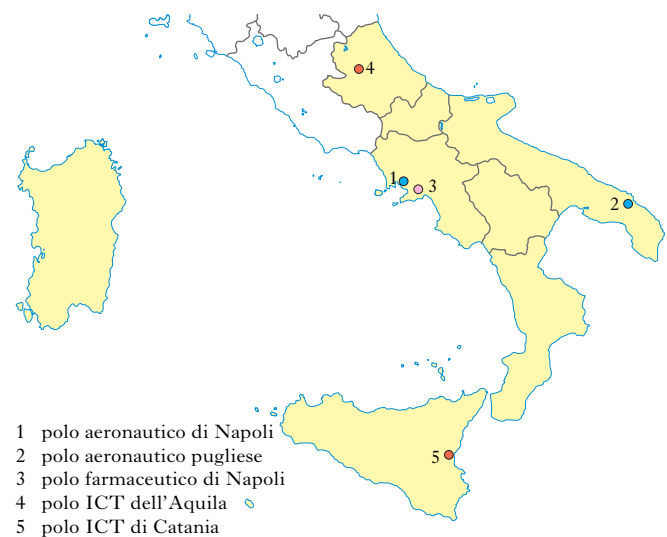 4
1
3
2
5
1 polo aeronautico di Napoli
2 polo aeronautico pugliese
3 polo farmaceutico di Napoli
4 polo ICT dell'Aquila
5 polo ICT di Catania